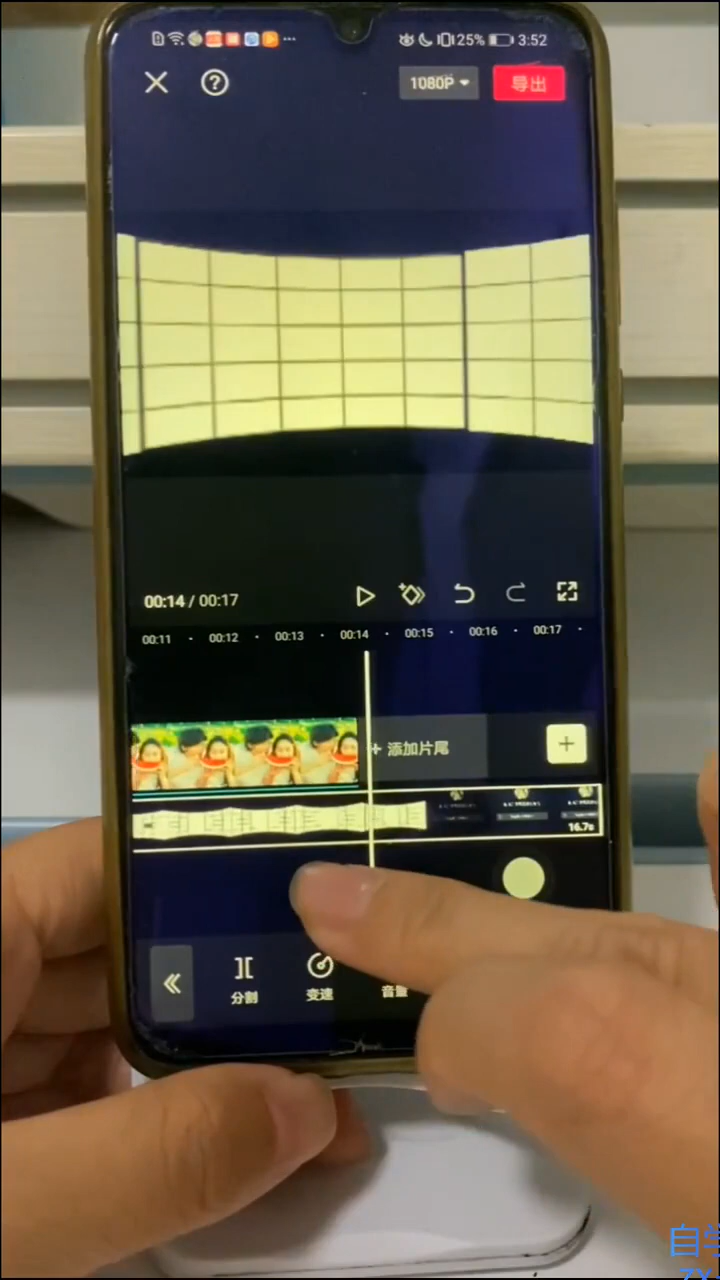 25% 3:52
1080P 导出
00:14 / 00:17
00:11 00:12 00:13 00:14 00:15 00:16 00:17
+ 添加片尾
16.7s
分割 变速 音量
自学